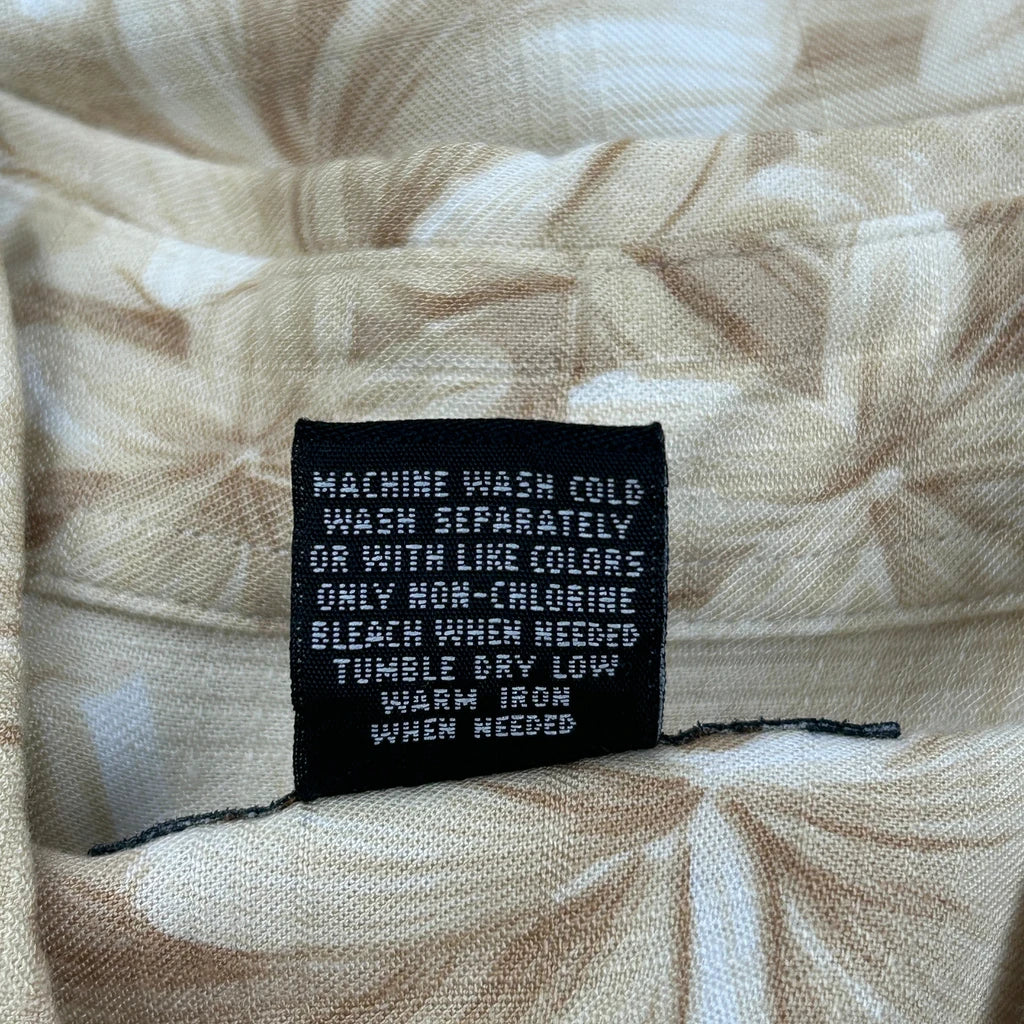 MACHINE WASH COLD
WASH SEPARATELY
OR WITH LIKE COLORS
ONLY NON-CHLORINE
BLEACH WHEN NEEDED
TUMBLE DRY LOW
WARM IRON
WHEN NEEDED